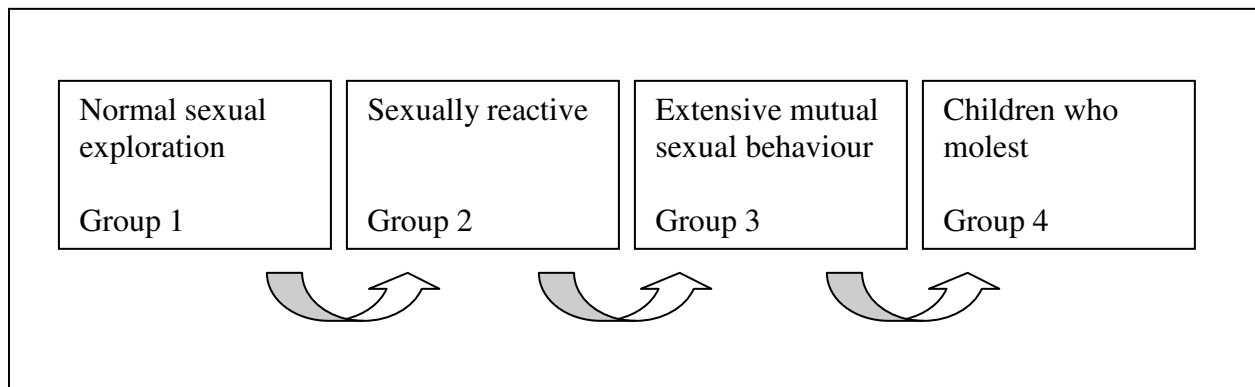 Normal sexual
exploration
Group 1
Sexually reactive
Group 2
Extensive mutual
sexual behaviour
Group 3
Children who
molest
Group 4